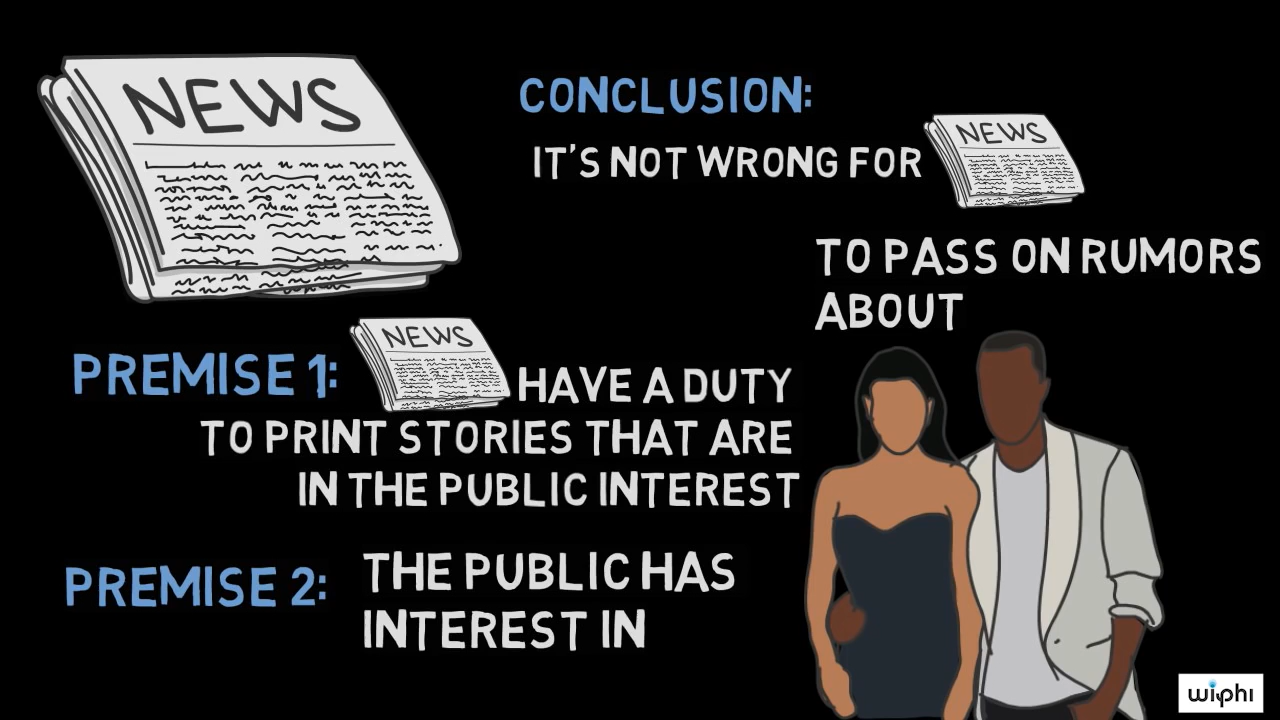 NEWS
CONCLUSION:
IT'S NOT WRONG FOR
NEWS
TO PASS ON RUMORS
ABOUT
PREMISE 1:
NEWS
HAVE A DUTY
TO PRINT STORIES THAT ARE
IN THE PUBLIC INTEREST
PREMISE 2:
THE PUBLIC HAS
INTEREST IN
wiphi